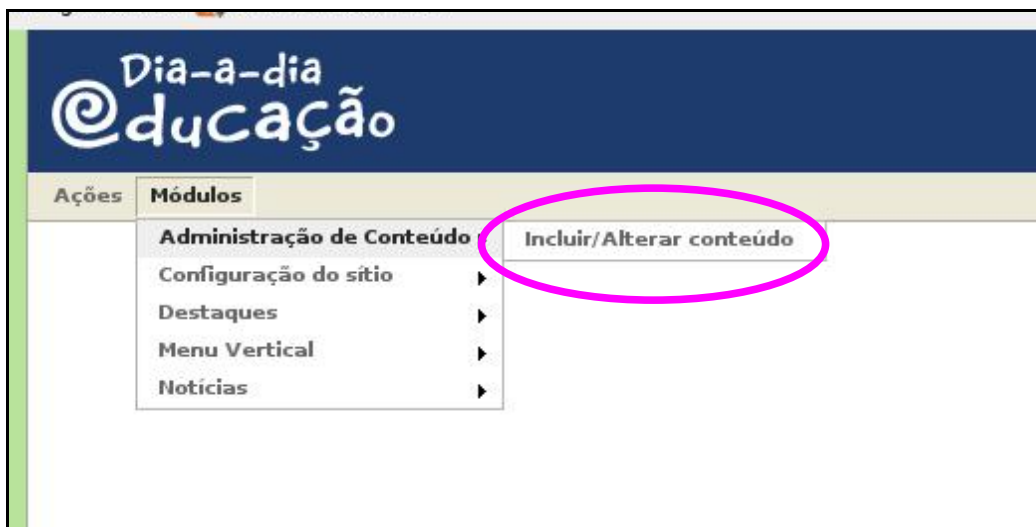 Dia-a-dia
@ducação
Ações Módulos
Administração de Conteúdo Incluir/Alterar conteúdo
Configuração do sítio
Destaques
Menu Vertical
Notícias